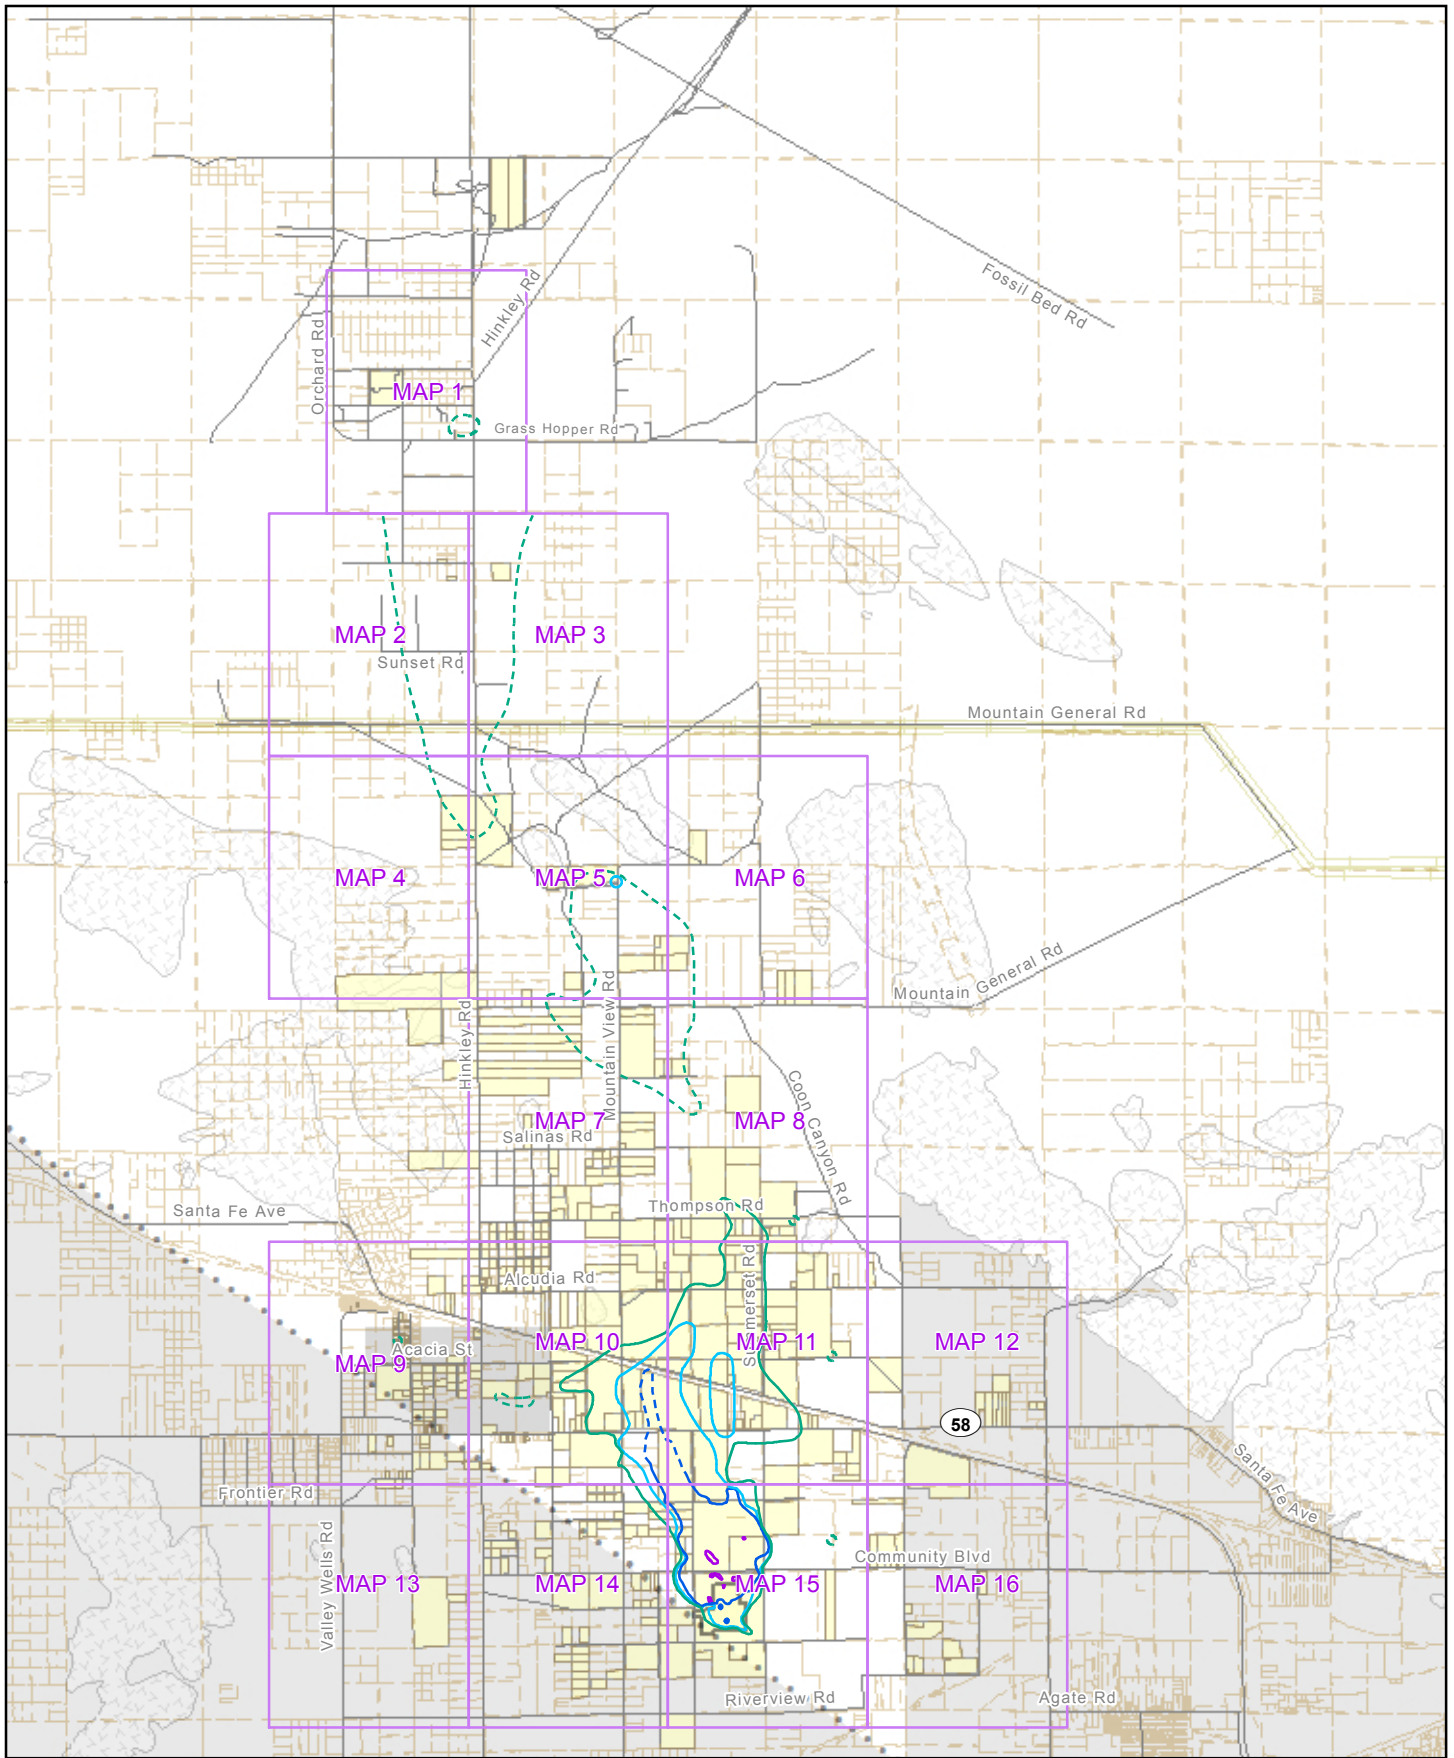 Fossil Bed Rd
Hinkley Rd
Orchard Rd
MAP 1
Grass Hopper Rd
MAP 2
MAP 3
Sunset Rd
Mountain General Rd
MAP 4
MAP 5
MAP 6
Mountain General Rd
Hinkley Rd
Mountain View Rd
Coon Canyon Rd
MAP 7
MAP 8
Salinas Rd
Thompson Rd
Santa Fe Ave
Alcudia Rd
Summerset Rd
MAP 10
MAP 11
MAP 12
Acacia St
MAP 9
58
Santa Fe Ave
Frontier Rd
Valley Wells Rd
Community Blvd
MAP 13
MAP 14
MAP 15
MAP 16
Riverview Rd
Agate Rd